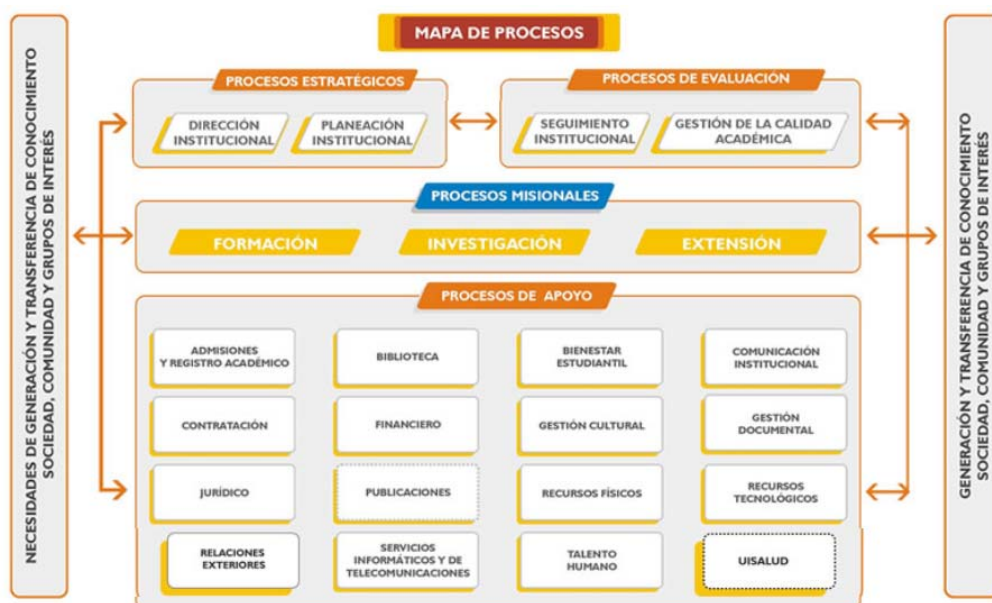 MAPA DE PROCESOS
NECESIDADES DE GENERACIÓN Y TRANSFERENCIA DE CONOCIMIENTO
SOCIEDAD, COMUNIDAD Y GRUPOS DE INTERÉS
PROCESOS ESTRATÉGICOS
DIRECCIÓN
INSTITUCIONAL
PLANEACIÓN
INSTITUCIONAL
PROCESOS DE EVALUACIÓN
SEGUIMIENTO
INSTITUCIONAL
GESTIÓN DE LA CALIDAD
ACADÉMICA
PROCESOS MISIONALES
FORMACIÓN
INVESTIGACIÓN
EXTENSIÓN
PROCESOS DE APOYO
ADMISIONES
Y REGISTRO ACADÉMICO
BIBLIOTECA
BIENESTAR
ESTUDIANTIL
COMUNICACIÓN
INSTITUCIONAL
CONTRATACIÓN
FINANCIERO
GESTIÓN CULTURAL
GESTIÓN
DOCUMENTAL
JURÍDICO
PUBLICACIONES
RECURSOS FÍSICOS
RECURSOS
TECNOLÓGICOS
RELACIONES
EXTERIORES
SERVICIOS
INFORMÁTICOS Y DE
TELECOMUNICACIONES
TALENTO
HUMANO
UISALUD
GENERACIÓN Y TRANSFERENCIA DE CONOCIMIENTO
SOCIEDAD, COMUNIDAD Y GRUPOS DE INTERÉS